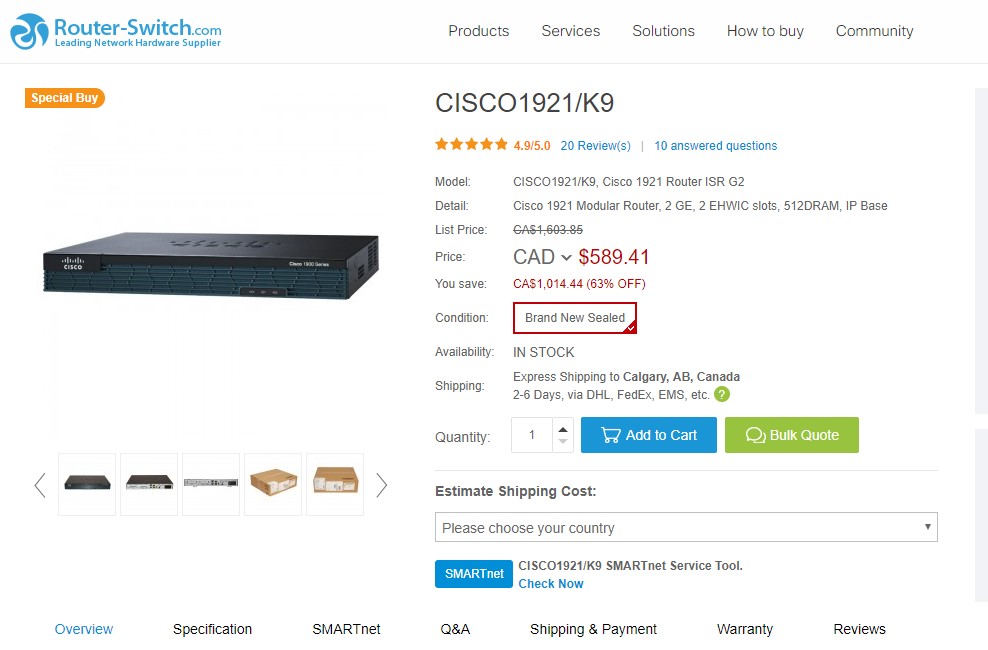 Router-Switch.com
Leading Network Hardware Supplier
Products Services Solutions How to buy Community
Special Buy
CISCO1921/K9
4.9/5.0 20 Review(s) | 10 answered questions
Model: CISCO1921/K9, Cisco 1921 Router ISR G2
Detail: Cisco 1921 Modular Router, 2 GE, 2 EHWIC slots, 512DRAM, IP Base
List Price: CA$1,603.85
Price: CAD $589.41
You save: CA$1,014.44 (63% OFF)
Condition: Brand New Sealed
Availability: IN STOCK
Shipping: Express Shipping to Calgary, AB, Canada
2-6 Days, via DHL, FedEx, EMS, etc. ?
Quantity: 1 Add to Cart Bulk Quote
CISCO
Cisco 1900 Series
Estimate Shipping Cost:
Please choose your country
SMARTnet CISCO1921/K9 SMARTnet Service Tool.
Check Now
Overview Specification SMARTnet Q&A Shipping & Payment Warranty Reviews